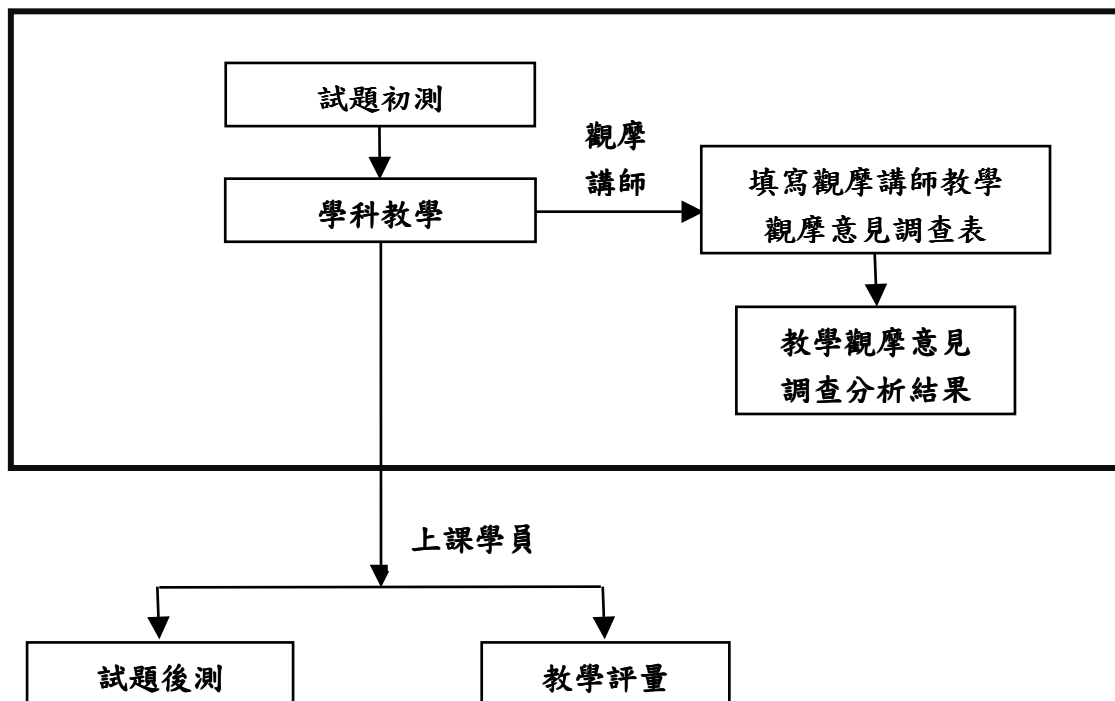 試題初測
觀摩
講師
學科教學
填寫觀摩講師教學
觀摩意見調查表
教學觀摩意見
調查分析結果
上課學員
試題後測
教學評量